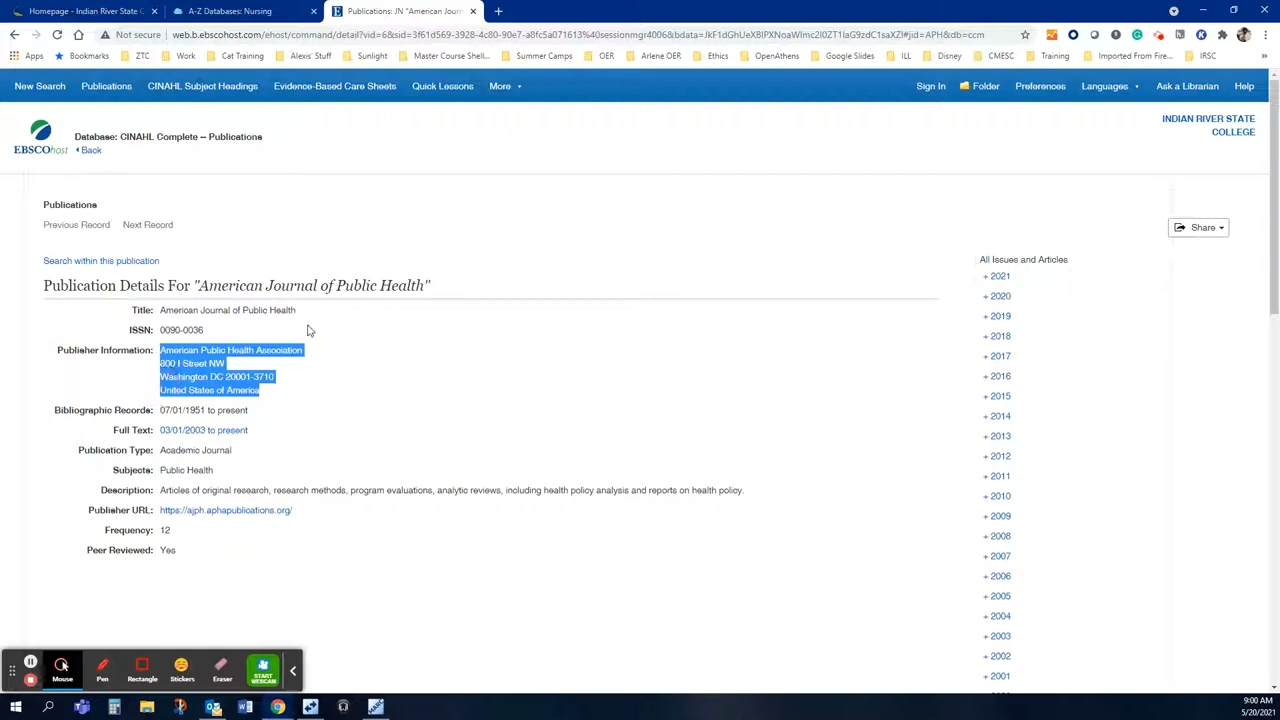 Homepage - Indian River State C
A-Z Databases: Nursing
Publications: JN "American Journ
Not secure
web.b.ebscohost.com/ehost/command/detail?vid=6&sid=3f61d569-3928-4c80-90e7-a8fc5a071613%40sessionmgr4006&bdata=JkF1dGhUeXBlPXNoaWImc2l0ZT1laG9zdC1saXZl#jid=APH&db=ccm
Apps
Bookmarks
ZTC
Work
Cat Training
Alexis' Stuff
Sunlight
Master Course Shell...
Summer Camps
OER
Arlene OER
Ethics
OpenAthens
Google Slides
ILL
Disney
CMESC
Training
Imported From Fire...
IRSC
New Search
Publications
CINAHL Subject Headings
Evidence-Based Care Sheets
Quick Lessons
More
Sign In
Folder
Preferences
Languages
Ask a Librarian
Help
EBSCOhost
Database: CINAHL Complete -- Publications
Back
INDIAN RIVER STATE
COLLEGE
Publications
Previous Record
Next Record
Share
Search within this publication
Publication Details For "American Journal of Public Health"
Title: American Journal of Public Health
ISSN: 0090-0036
Publisher Information: American Public Health Association
800 I Street NW
Washington DC 20001-3710
United States of America
Bibliographic Records: 07/01/1951 to present
Full Text: 03/01/2003 to present
Publication Type: Academic Journal
Subjects: Public Health
Description: Articles of original research, research methods, program evaluations, analytic reviews, including health policy analysis and reports on health policy.
Publisher URL: https://ajph.aphapublications.org/
Frequency: 12
Peer Reviewed: Yes
All Issues and Articles
+ 2021
+ 2020
+ 2019
+ 2018
+ 2017
+ 2016
+ 2015
+ 2014
+ 2013
+ 2012
+ 2011
+ 2010
+ 2009
+ 2008
+ 2007
+ 2006
+ 2005
+ 2004
+ 2003
+ 2002
+ 2001
Mouse
Pen
Rectangle
Stickers
Eraser
START
WEBCAM
9:00 AM
5/20/2021